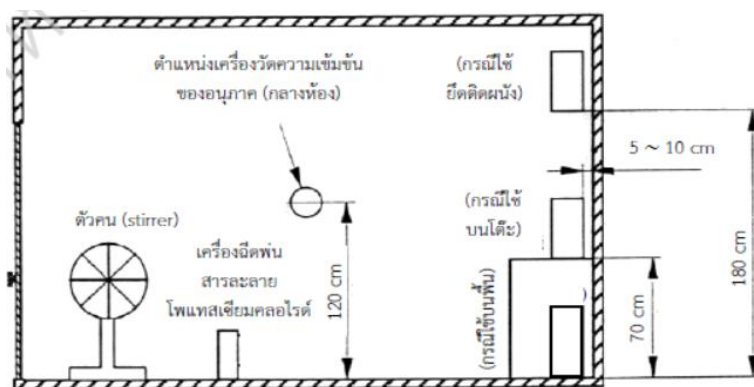 ตำแหน่งเครื่องวัดความเข้มข้น
ของอนุภาค (กลางห้อง)
(กรณีใช้
ยึดติดผนัง)
5 ~ 10 cm
(กรณีใช้
บนโต๊ะ)
ตัวคน (stirrer)
เครื่องฉีดพ่น
สารละลาย
โพแทสเซียมคลอไรด์
120 cm
(กรณีใช้บนพื้น)
)
70 cm
180 cm